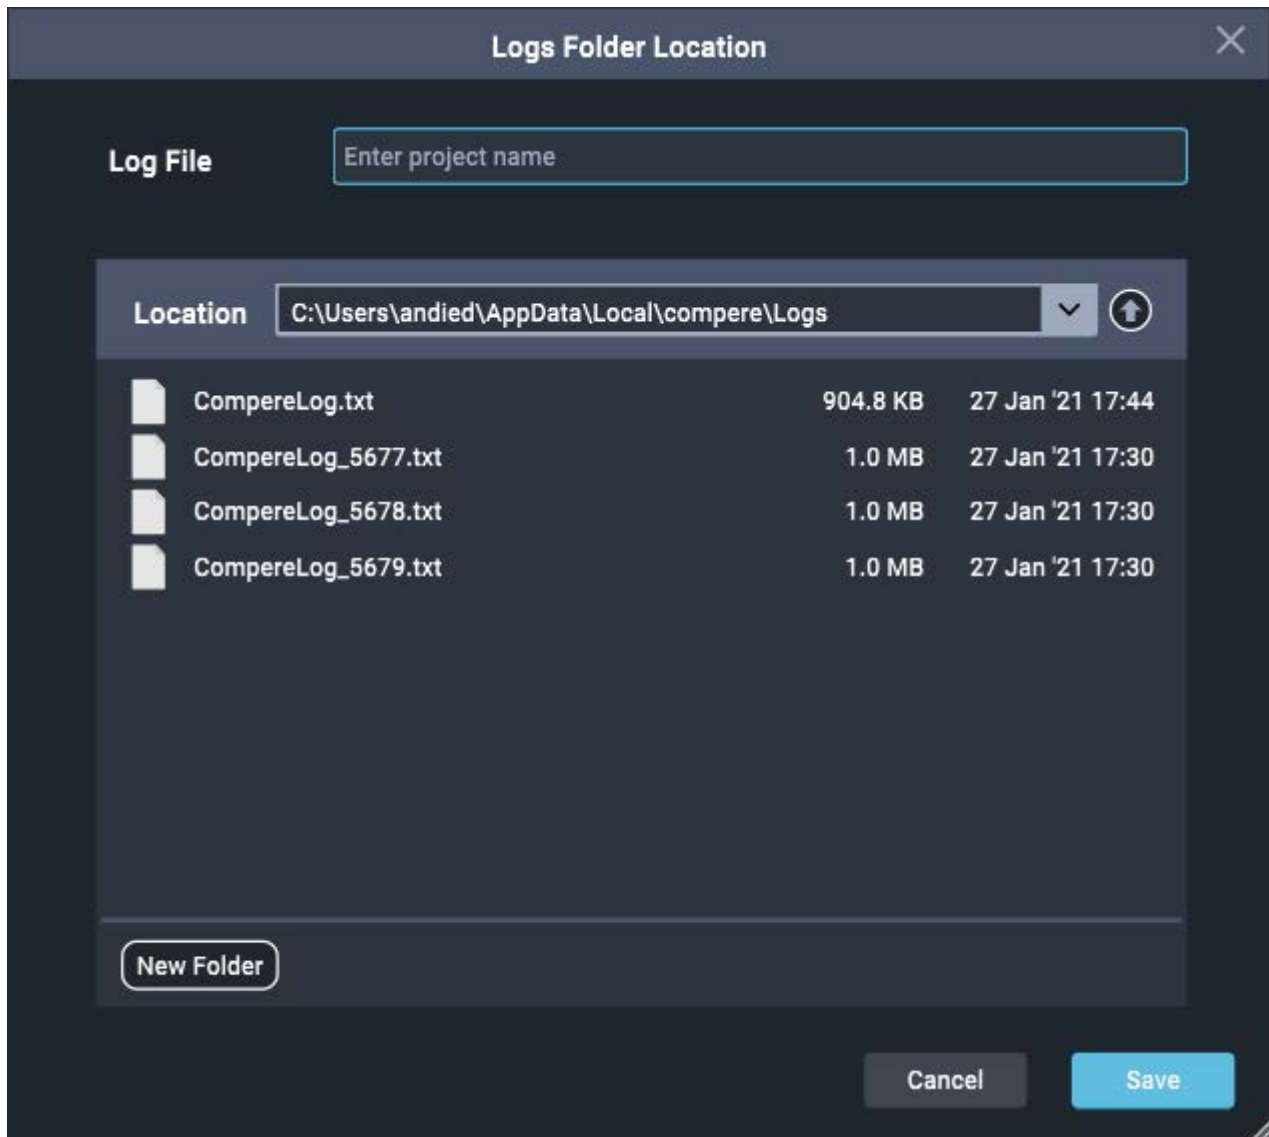 Logs Folder Location
Log File Enter project name
Location C:\Users\andied\AppData\Local\compere\Logs
CompereLog.txt 904.8 KB 27 Jan '21 17:44
CompereLog_5677.txt 1.0 MB 27 Jan '21 17:30
CompereLog_5678.txt 1.0 MB 27 Jan '21 17:30
CompereLog_5679.txt 1.0 MB 27 Jan '21 17:30
New Folder
Cancel Save